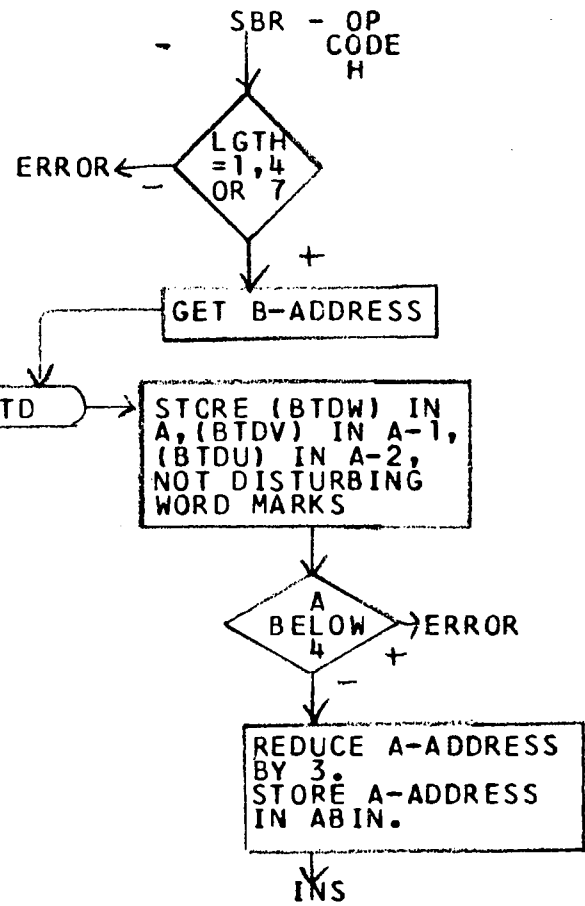 SBR - OP
CODE
H
-
LGTH
=1,4
OR 7
ERROR
-
+
GET B-ADDRESS
TD
STCRE (BTDW) IN
A,(BTDV) IN A-1,
(BTDU) IN A-2,
NOT DISTURBING
WORD MARKS
A
BELOW
4
ERROR
+
-
REDUCE A-ADDRESS
BY 3.
STORE A-ADDRESS
IN ABIN.
INS